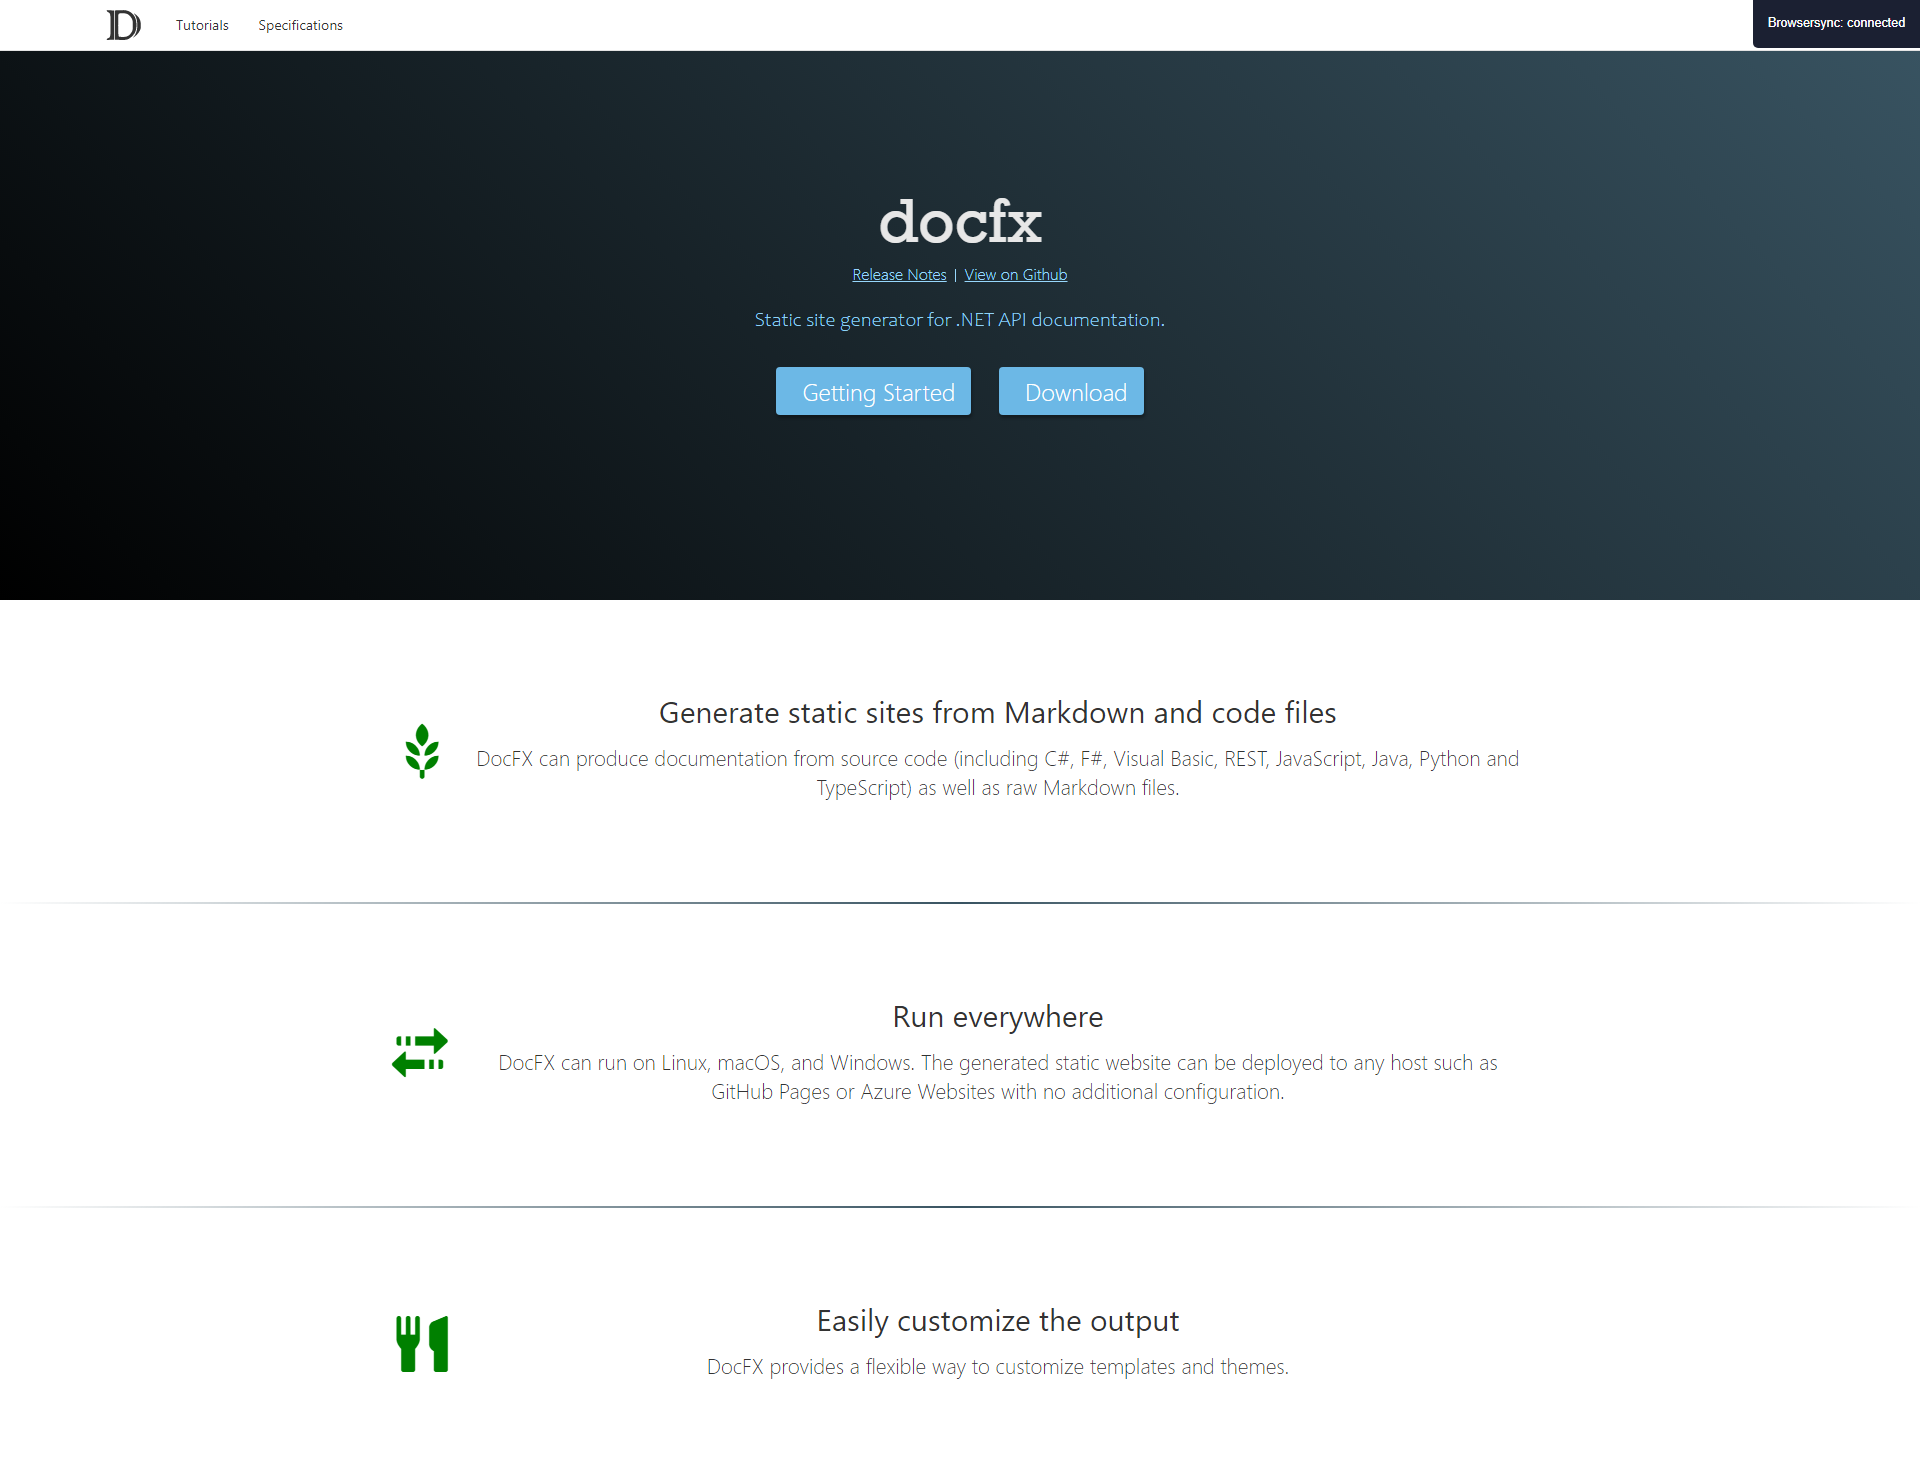 D
Tutorials
Specifications
Browsersync: connected
docfx
Release Notes | View on Github
Static site generator for .NET API documentation.
Getting Started
Download
Generate static sites from Markdown and code files
DocFX can produce documentation from source code (including C#, F#, Visual Basic, REST, JavaScript, Java, Python and
TypeScript) as well as raw Markdown files.
Run everywhere
DocFX can run on Linux, macOS, and Windows. The generated static website can be deployed to any host such as
GitHub Pages or Azure Websites with no additional configuration.
Easily customize the output
DocFX provides a flexible way to customize templates and themes.